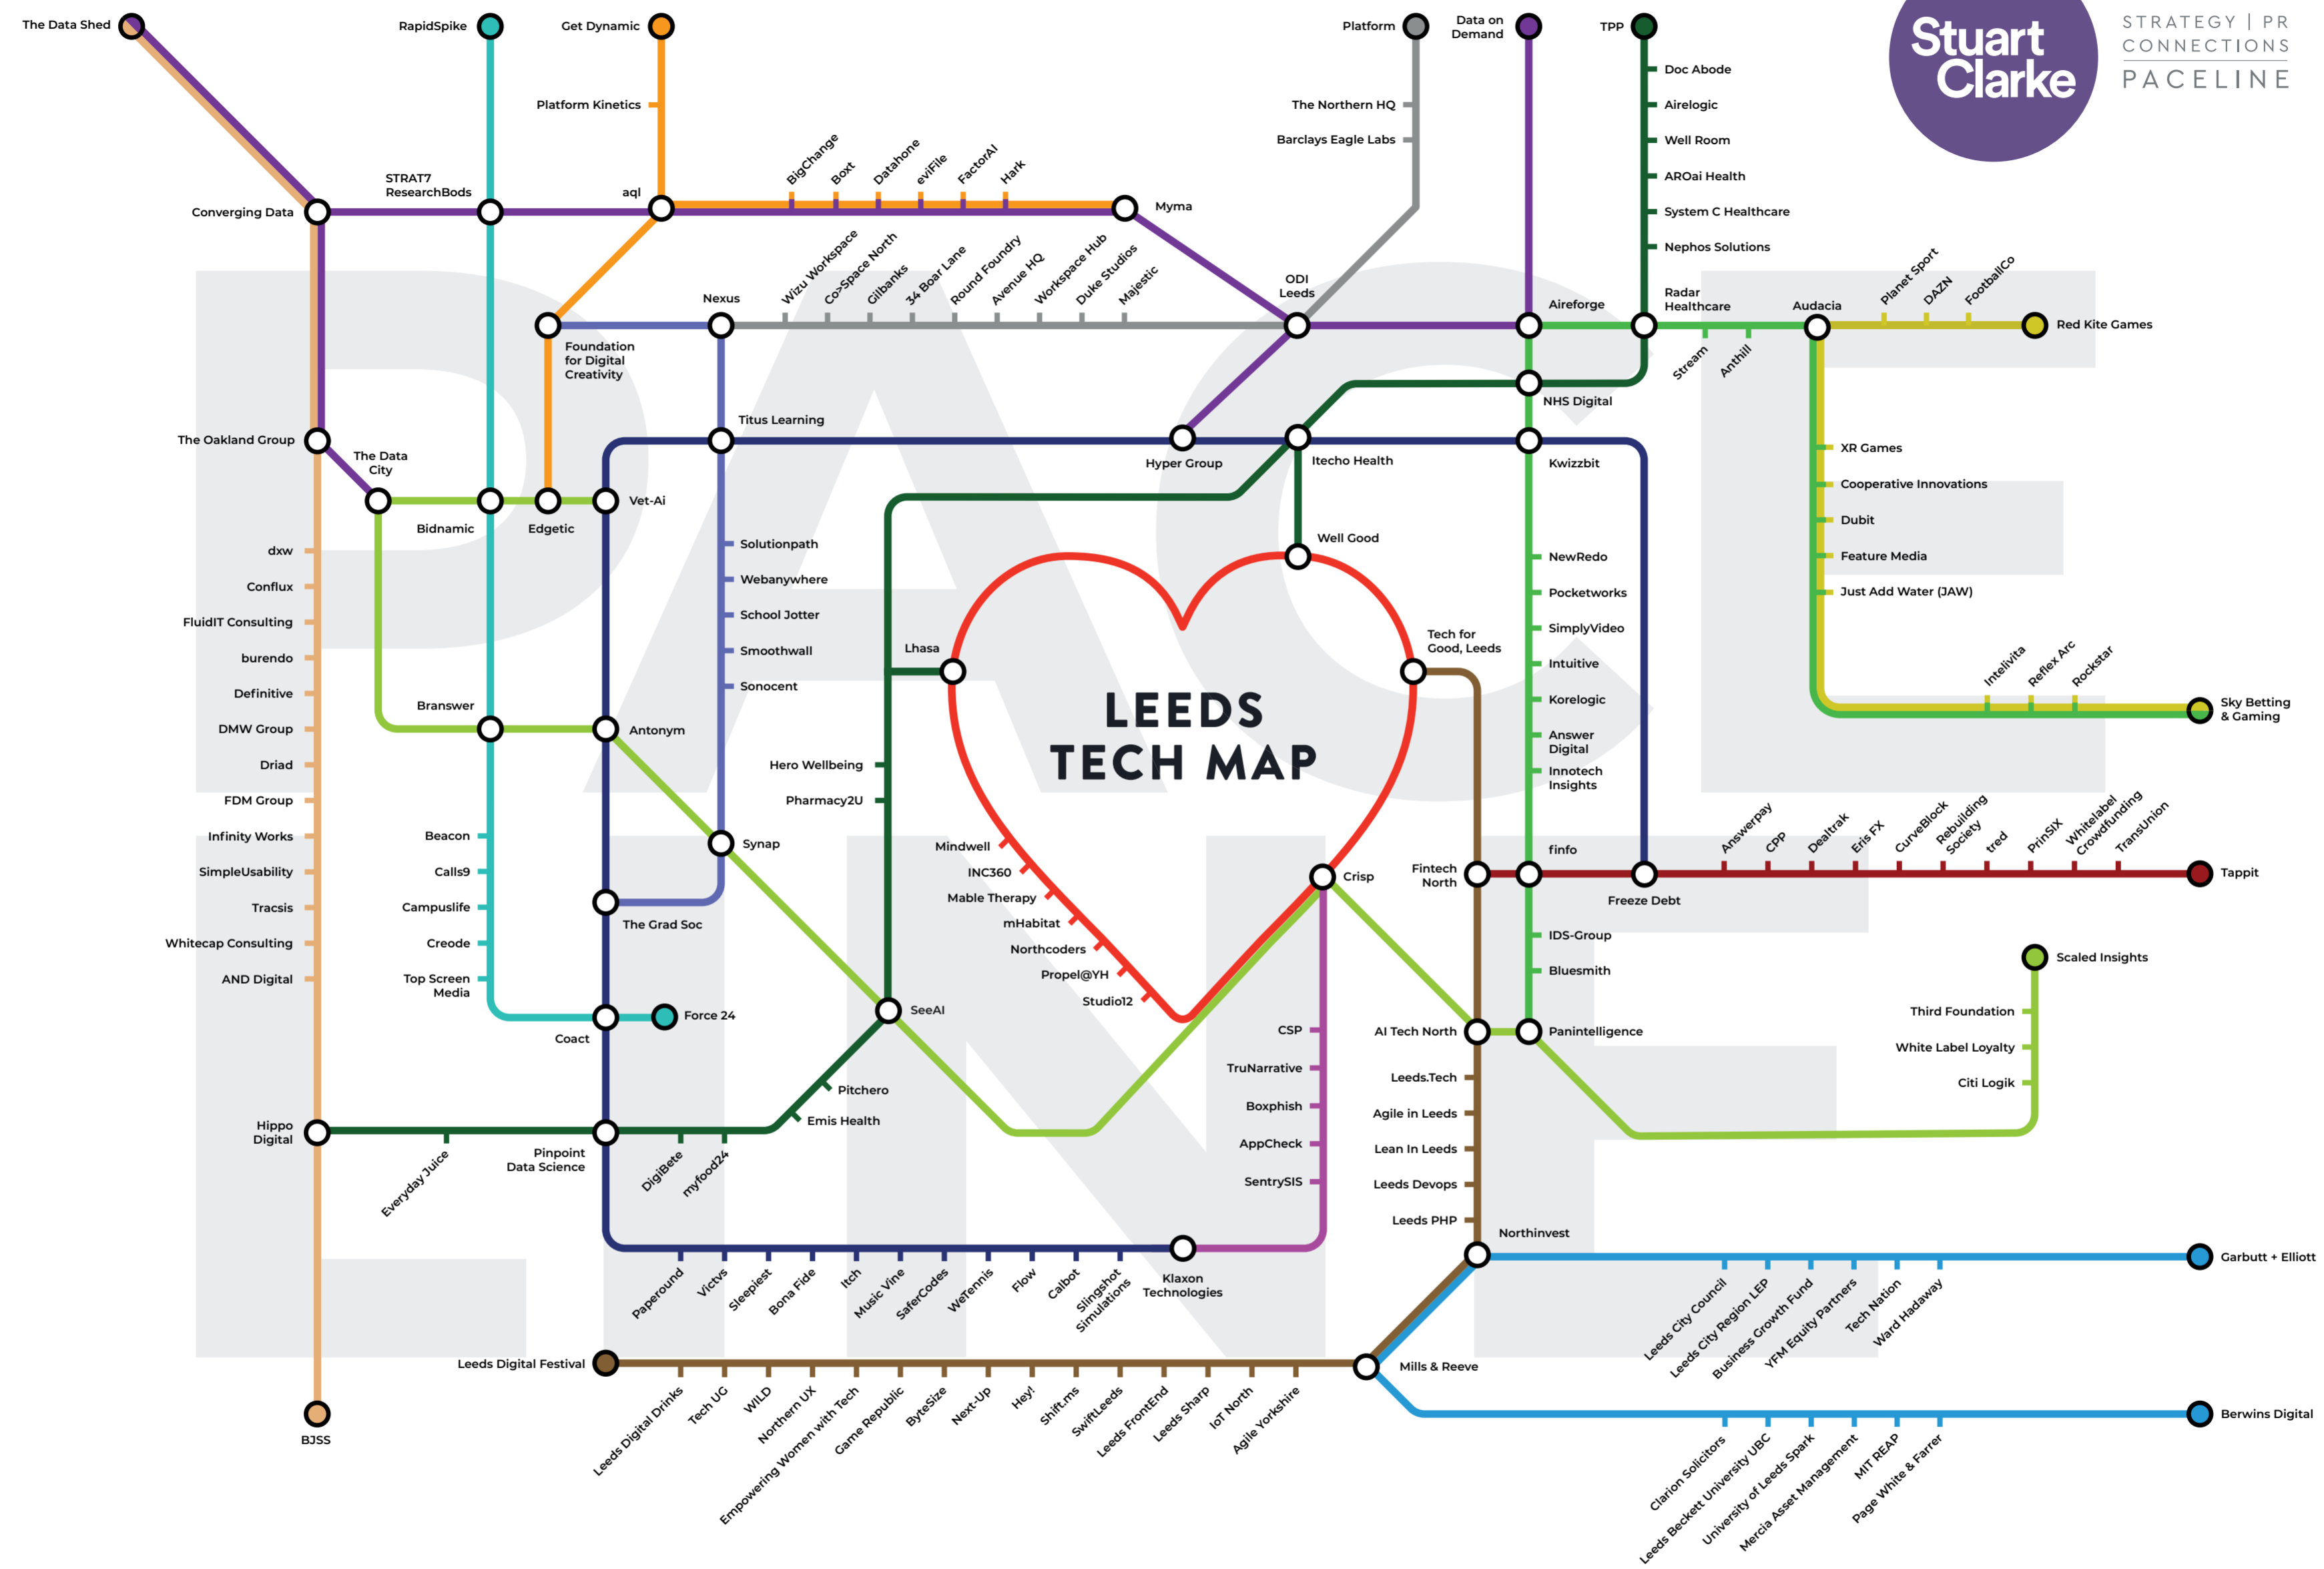 The Data Shed
RapidSpike
Get Dynamic
Platform
Data on
Demand
TPP
Stuart
Clarke
STRATEGY | PR
CONNECTIONS
PACELINE
Doc Abode
Airelogic
Well Room
AROai Health
System C Healthcare
Nephos Solutions
Platform Kinetics
The Northern HQ
Barclays Eagle Labs
STRAT7
ResearchBods
aql
Converging Data
BigChange
Boxt
Datahone
eviFile
FactorAI
Hark
Myma
Wizu Workspace
Co>Space North
Gilbanks
34 Boar Lane
Round Foundry
Avenue HQ
Workspace Hub
Duke Studios
Majestic
Nexus
ODI
Leeds
Aireforge
Radar
Healthcare
Audacia
Planet Sport
DAZN
FootballCo
Red Kite Games
Stream
Anthill
Foundation
for Digital
Creativity
NHS Digital
The Oakland Group
The Data
City
Titus Learning
Hyper Group
Itecho Health
Kwizzbit
Bidnamic
Edgetic
Vet-Ai
XR Games
Cooperative Innovations
Dubit
Feature Media
Just Add Water (JAW)
dxw
Conflux
FluidIT Consulting
burendo
Definitive
DMW Group
Driad
FDM Group
Infinity Works
SimpleUsability
Tracsis
Whitecap Consulting
AND Digital
Solutionpath
Webanywhere
School Jotter
Smoothwall
Sonocent
Well Good
NewRedo
Pocketworks
SimplyVideo
Intuitive
Korelogic
Answer
Digital
Innotech
Insights
Lhasa
Tech for
Good, Leeds
LEEDS
TECH MAP
Intelivita
Reflex Arc
Rockstar
Sky Betting
& Gaming
Branswer
Antonym
Hero Wellbeing
Pharmacy2U
Beacon
Calls9
Campuslife
Creode
Top Screen
Media
Synap
Mindwell
INC360
Mable Therapy
mHabitat
Northcoders
Propel@YH
Studio12
Crisp
Fintech
North
finfo
Freeze Debt
Answerpay
CPP
Dealtrak
Eris FX
CurveBlock
Rebuilding
Society
tred
PrinSIX
Whitelabel
Crowdfunding
TransUnion
Tappit
The Grad Soc
IDS-Group
Bluesmith
Coact
Force 24
SeeAI
CSP
TruNarrative
Boxphish
AppCheck
SentrySIS
AI Tech North
Panintelligence
Leeds.Tech
Agile in Leeds
Lean In Leeds
Leeds Devops
Leeds PHP
Scaled Insights
Third Foundation
White Label Loyalty
Citi Logik
Hippo
Digital
Everyday Juice
Pinpoint
Data Science
DigiBete
myfood24
Pitchero
Emis Health
Northinvest
Garbutt + Elliott
Paperound
Victvs
Sleepiest
Bona Fide
Itch
Music Vine
SaferCodes
WeTennis
Flow
Calbot
Slingshot
Simulations
Klaxon
Technologies
Leeds City Council
Leeds City Region LEP
Business Growth Fund
YFM Equity Partners
Tech Nation
Ward Hadaway
Leeds Digital Festival
Mills & Reeve
Leeds Digital Drinks
Tech UG
WILD
Northern UX
Empowering Women with Tech
Game Republic
ByteSize
Next-Up
Hey!
Shift.ms
SwiftLeeds
Leeds FrontEnd
Leeds Sharp
IoT North
Agile Yorkshire
BJSS
Berwins Digital
Clarion Solicitors
Leeds Beckett University UBC
University of Leeds Spark
Mercia Asset Management
MIT REAP
Page White & Farrer
PACE
LINE